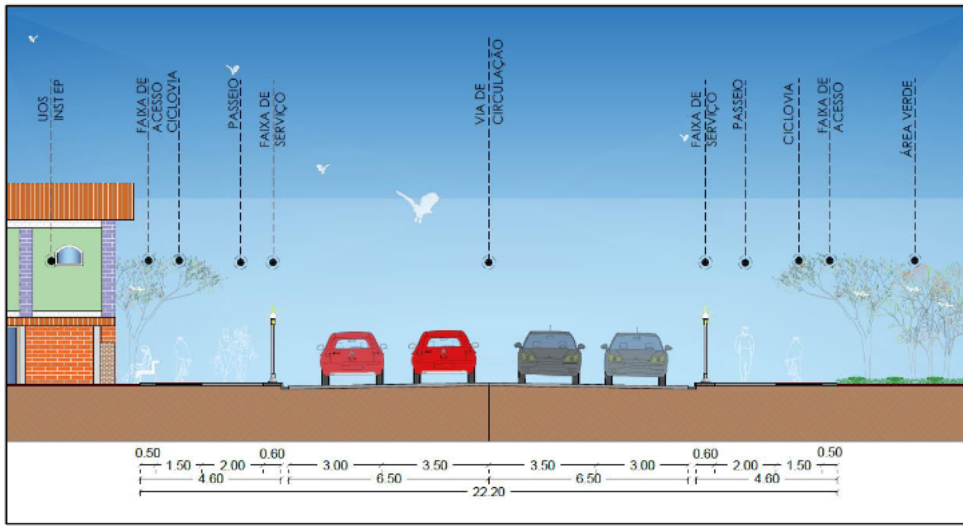 UOS
INST EP
FAIXA DE
ACESSO
CICLOVIA
PASSEIO
FAIXA DE
SERVIÇO
VIA DE
CIRCULAÇÃO
FAIXA DE
SERVIÇO
PASSEIO
CICLOVIA
FAIXA DE
ACESSO
ÁREA VERDE
0.50 0.60 0.60 0.50
1.50 2.00 3.00 3.50 3.50 3.00 2.00 1.50
4.60 6.50 6.50 4.60
22.20